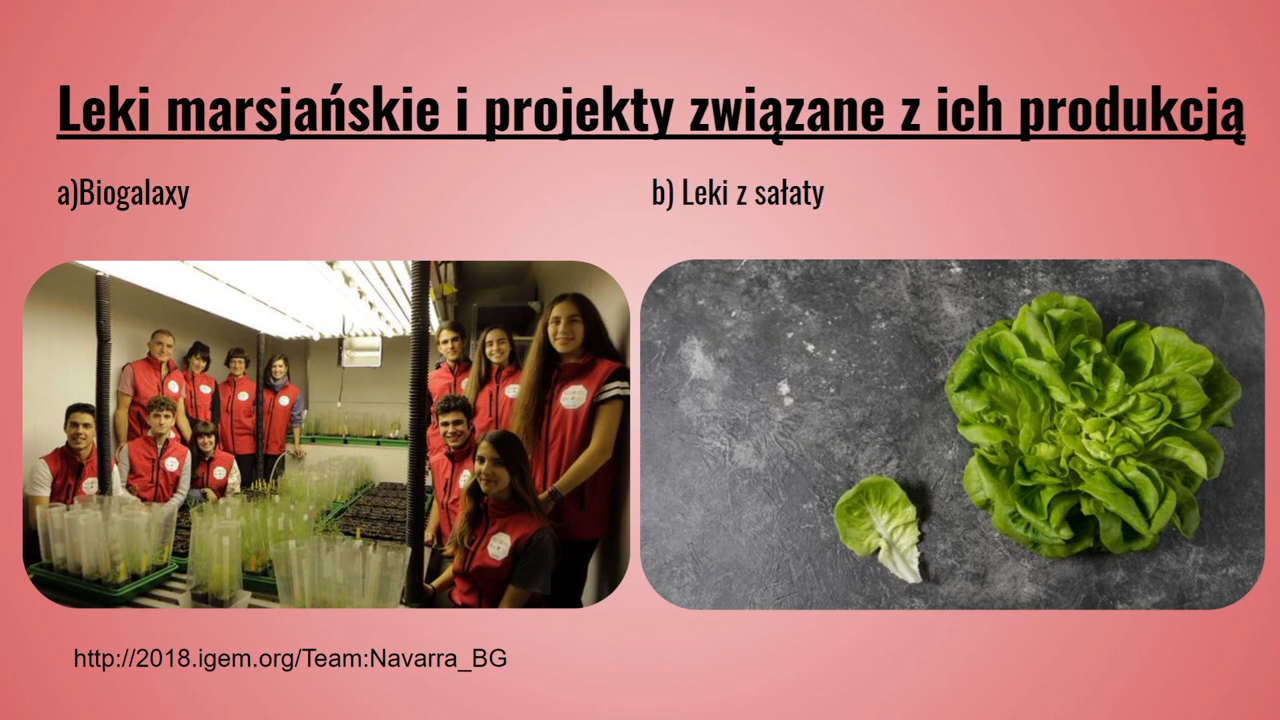 Leki marsjańskie i projekty związane z ich produkcją
a)Biogalaxy
b) Leki z sałaty
http://2018.igem.org/Team:Navarra_BG